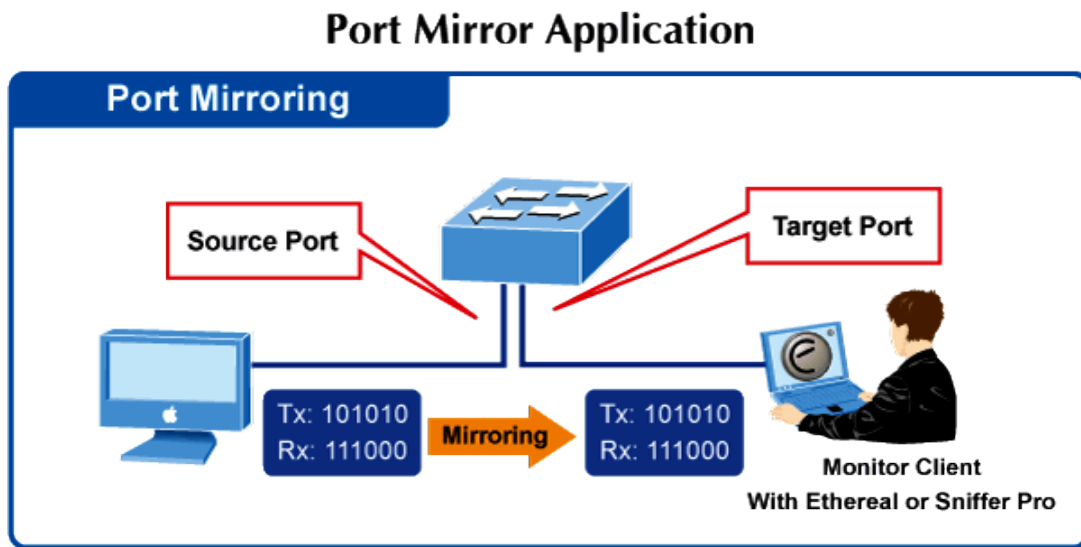 Port Mirror Application
Port Mirroring
Source Port
Target Port
Tx: 101010
Rx: 111000
Mirroring
Tx: 101010
Rx: 111000
Monitor Client
With Ethereal or Sniffer Pro